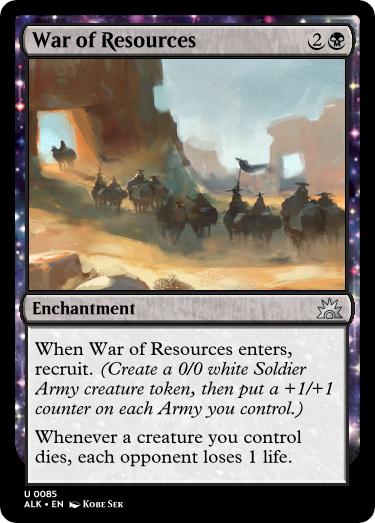 War of Resources 2
Enchantment
When War of Resources enters,
recruit. (Create a 0/0 white Soldier
Army creature token, then put a +1/+1
counter on each Army you control.)
Whenever a creature you control
dies, each opponent loses 1 life.
U 0085
ALK • EN Kobe Sek